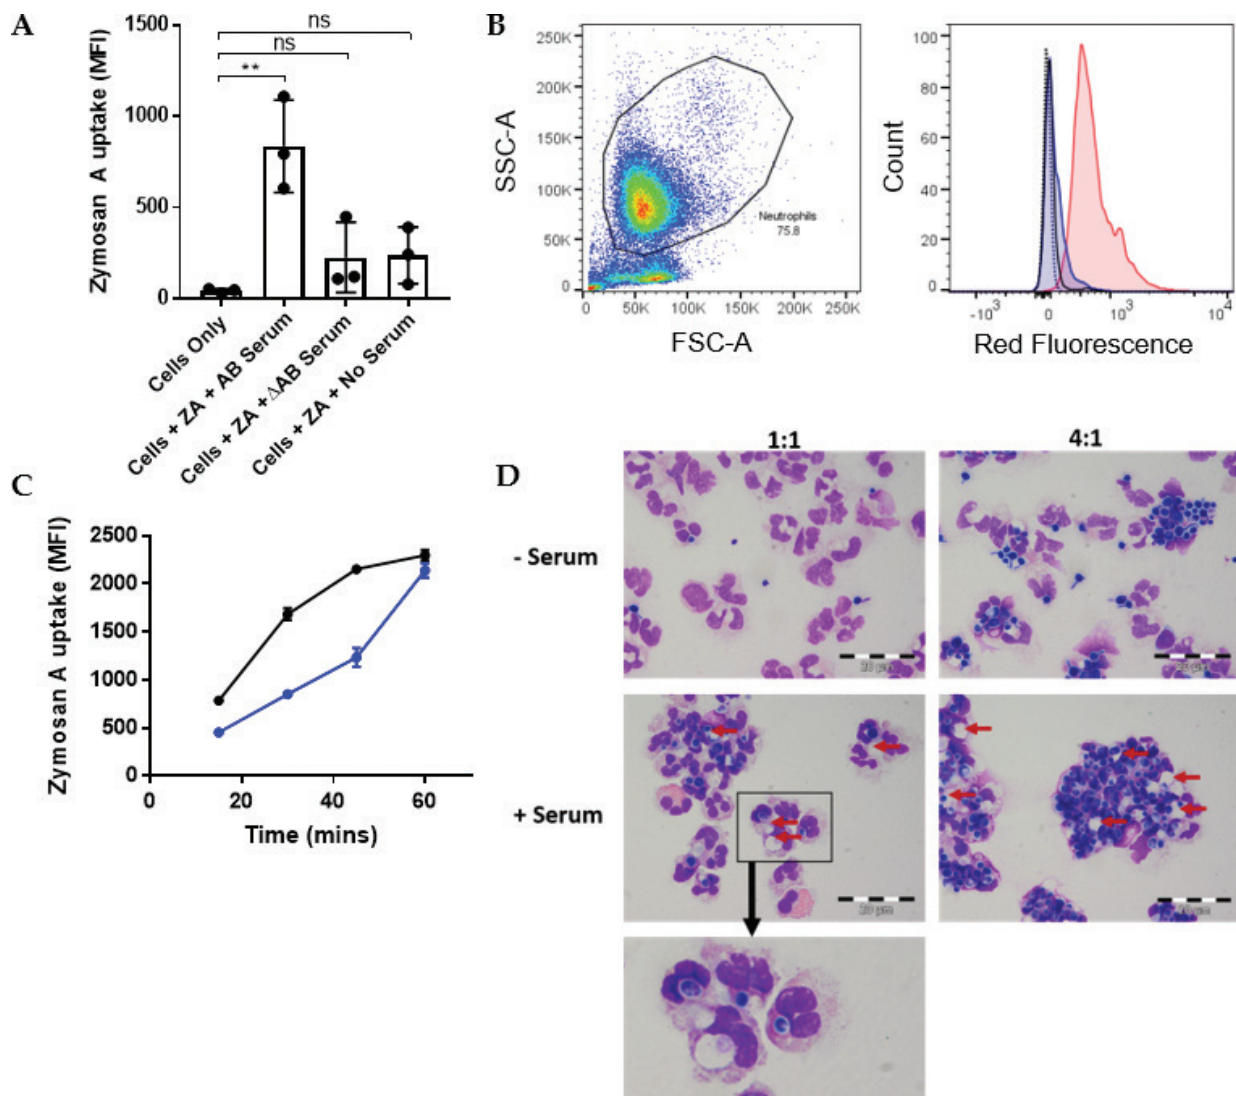 A
Zymosan A uptake (MFI)
1500
1000
500
0
ns
ns
**
Cells Only
Cells + ZA + AB Serum
Cells + ZA + ΔAB Serum
Cells + ZA + No Serum
B
SSC-A
250K
200K
150K
100K
50K
0
Neutrophils
75.8
0 50K 100K 150K 200K 250K
FSC-A
Count
100
80
60
40
20
0
-10³ 0 10³ 10⁴
Red Fluorescence
C
Zymosan A uptake (MFI)
2500
2000
1500
1000
500
0
0 20 40 60
Time (mins)
D
1:1 4:1
- Serum
+ Serum
20 µm